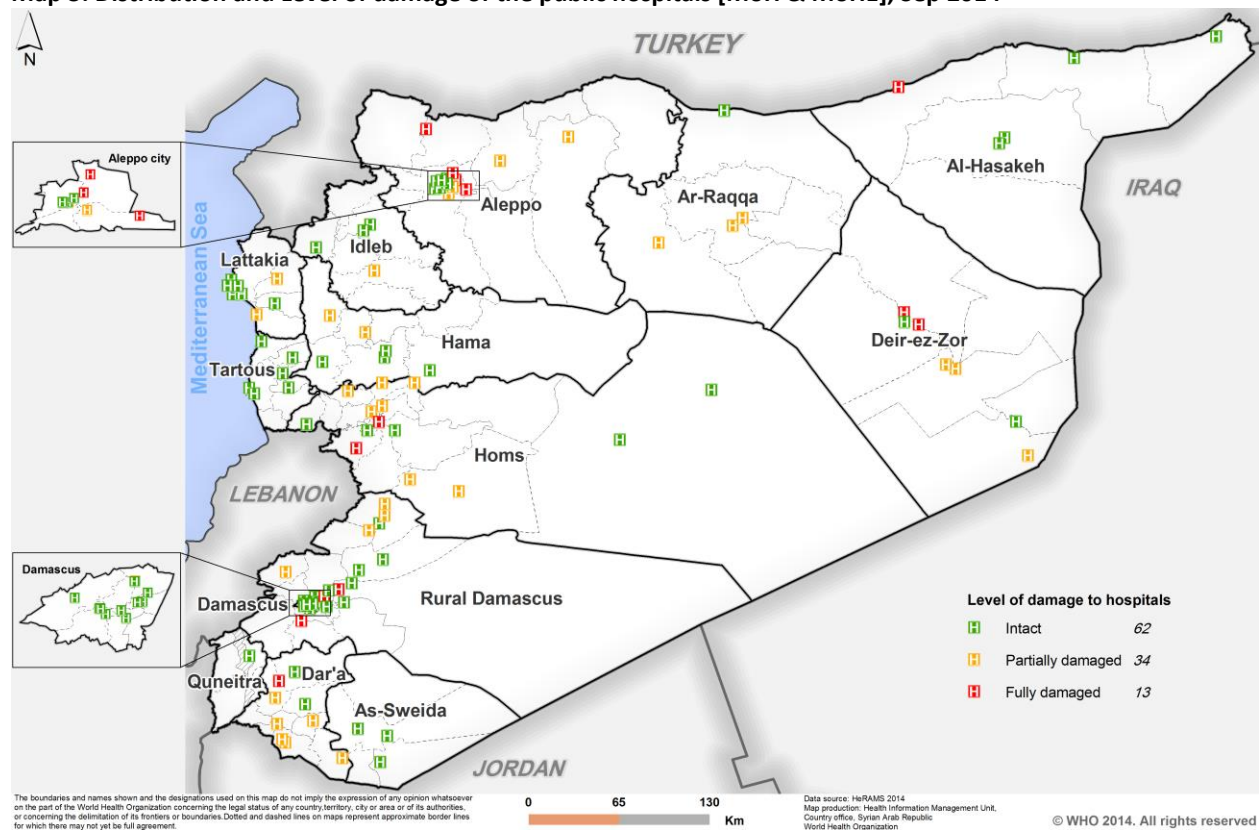 Distribution and Level of damage of the public hospitals [MoH & MoHE], Sep 2014
N
TURKEY
Aleppo city
Al-Hasakeh
IRAQ
Aleppo
Ar-Raqqa
Mediterranean Sea
Idleb
Lattakia
Hama
Deir-ez-Zor
Tartous
Homs
LEBANON
Damascus
Damascus
Rural Damascus
Quneitra
Dar'a
As-Sweida
JORDAN
Level of damage to hospitals
Intact 62
Partially damaged 34
Fully damaged 13
The boundaries and names shown and the designations used on this map do not imply the expression of any opinion whatsoever
on the part of the World Health Organization concerning the legal status of any country,territory, city or area or of its authorities,
or concerning the delimitation of its frontiers or boundaries.Dotted and dashed lines on maps represent approximate border lines
for which there may not yet be full agreement.
0 65 130
Km
Data source: HeRAMS 2014
Map production: Health Information Management Unit,
Country office, Syrian Arab Republic
World Health Organization
© WHO 2014. All rights reserved